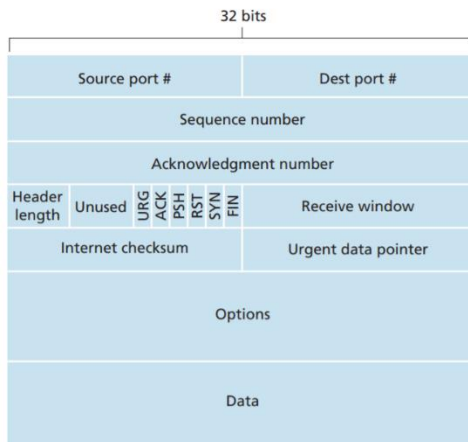 32 bits
Source port # Dest port #
Sequence number
Acknowledgment number
Header length Unused URG ACK PSH RST SYN FIN Receive window
Internet checksum Urgent data pointer
Options
Data